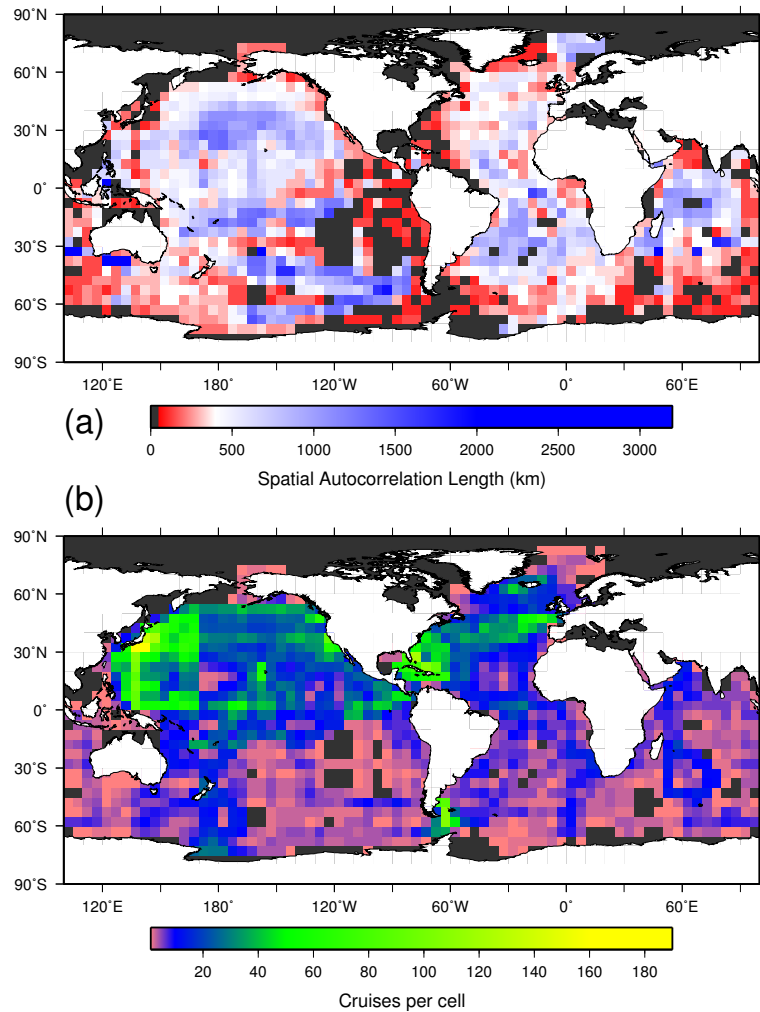 90˚N
60˚N
30˚N
0˚
30˚S
60˚S
90˚S
120˚E 180˚ 120˚W 60˚W 0˚ 60˚E
(a)
0 500 1000 1500 2000 2500 3000
Spatial Autocorrelation Length (km)
(b)
90˚N
60˚N
30˚N
0˚
30˚S
60˚S
90˚S
120˚E 180˚ 120˚W 60˚W 0˚ 60˚E
20 40 60 80 100 120 140 160 180
Cruises per cell